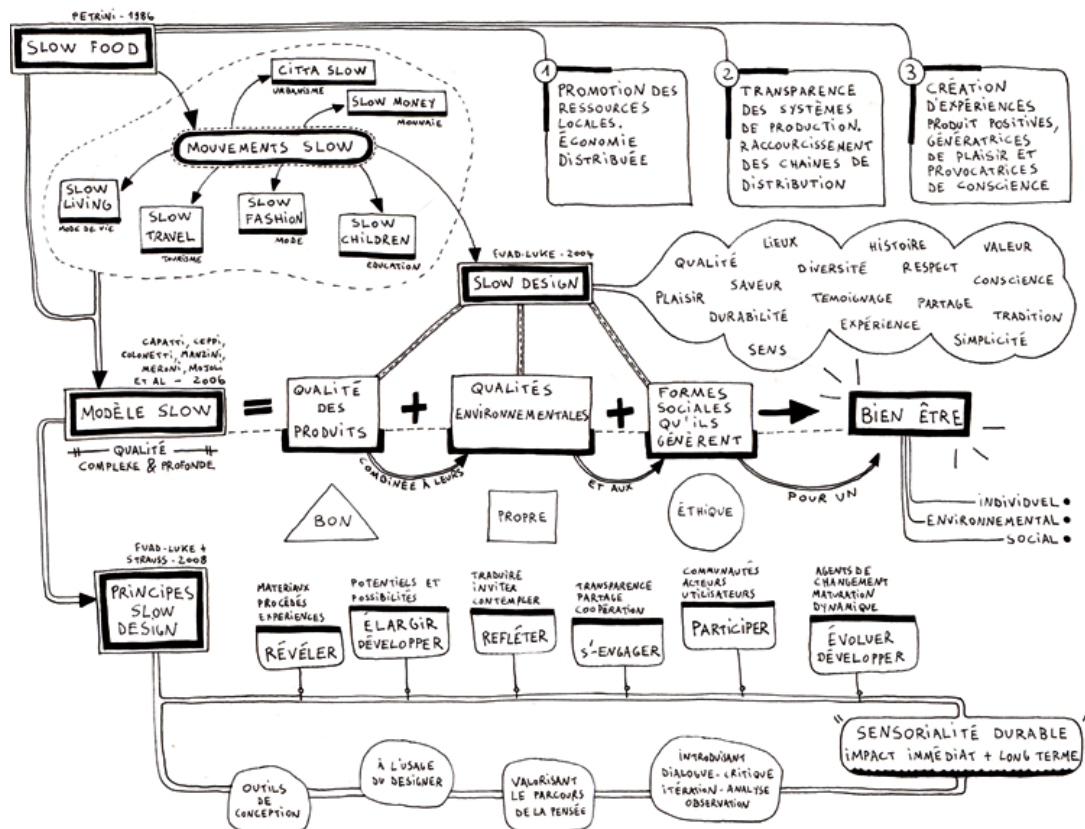 PETRINI - 1986
SLOW FOOD
CITTA SLOW
URBANISME
SLOW MONEY
MONNAIE
MOUVEMENTS SLOW
SLOW
LIVING
MODE DE VIE
SLOW
TRAVEL
TOURISME
SLOW
FASHION
MODE
SLOW
CHILDREN
EDUCATION
1
PROMOTION DES
RESSOURCES
LOCALES.
ÉCONOMIE
DISTRIBUÉE
2
TRANSPARENCE
DES SYSTÈMES
DE PRODUCTION.
RACCOURCISSEMENT
DES CHAINES DE
DISTRIBUTION
3
CRÉATION
D'EXPÉRIENCES
PRODUIT POSITIVES,
GÉNÉRATRICES
DE PLAISIR ET
PROVOCATRICES
DE CONSCIENCE
FUAD-LUKE - 2004
SLOW DESIGN
QUALITÉ
LIEUX
HISTOIRE
VALEUR
SAVEUR
DIVERSITÉ
RESPECT
CONSCIENCE
PLAISIR
DURABILITÉ
TEMOIGNAGE
PARTAGE
TRADITION
SENS
EXPÉRIENCE
SIMPLICITÉ
CAPATTI, CEPPI,
COLONETTI, MANZINI,
MERONI, MOJOLI
ET AL - 2006
MODÈLE SLOW
QUALITÉ
COMPLEXE & PROFONDE
=
QUALITÉ
DES
PRODUITS
+
QUALITÉS
ENVIRONNEMENTALES
+
FORMES
SOCIALES
QU'ILS
GÉNÈRENT
BIEN ÊTRE
COMBINÉE À LEURS
ET AUX
POUR UN
INDIVIDUEL •
ENVIRONNEMENTAL •
SOCIAL •
BON
PROPRE
ÉTHIQUE
FUAD-LUKE +
STRAUSS - 2008
PRINCIPES
SLOW
DESIGN
MATERIAUX
PROCÉDÉS
EXPERIENCES
RÉVÉLER
POTENTIELS ET
POSSIBILITÉS
ÉLARGIR
DÉVELOPPER
TRADUIRE
INVITER
CONTEMPLER
REFLÉTER
TRANSPARENCE
PARTAGE
COOPÉRATION
S'ENGAGER
COMMUNAUTÉS
ACTEURS
UTILISATEURS
PARTICIPER
AGENTS DE
CHANGEMENT
MATURATION
DYNAMIQUE
ÉVOLUER
DÉVELOPPER
"SENSORIALITÉ DURABLE"
IMPACT IMMÉDIAT + LONG TERME
OUTILS
DE
CONCEPTION
À L'USAGE
DU DESIGNER
VALORISANT
LE PARCOURS
DE LA PENSÉE
INTRODUISANT
DIALOGUE - CRITIQUE
ITÉRATION - ANALYSE
OBSERVATION